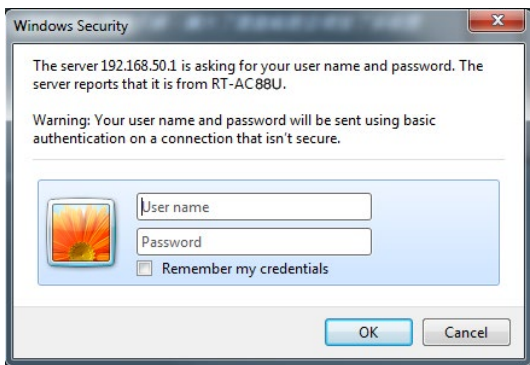 Windows Security
The server 192.168.50.1 is asking for your user name and password. The
server reports that it is from RT-AC88U.
Warning: Your user name and password will be sent using basic
authentication on a connection that isn't secure.
User name
Password
Remember my credentials
OK
Cancel